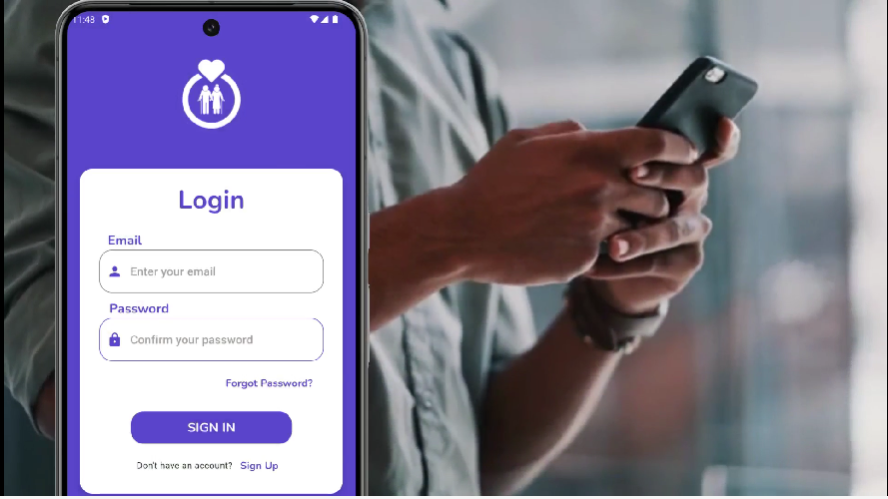 11:48
Login
Email
Enter your email
Password
Confirm your password
Forgot Password?
SIGN IN
Don't have an account? Sign Up